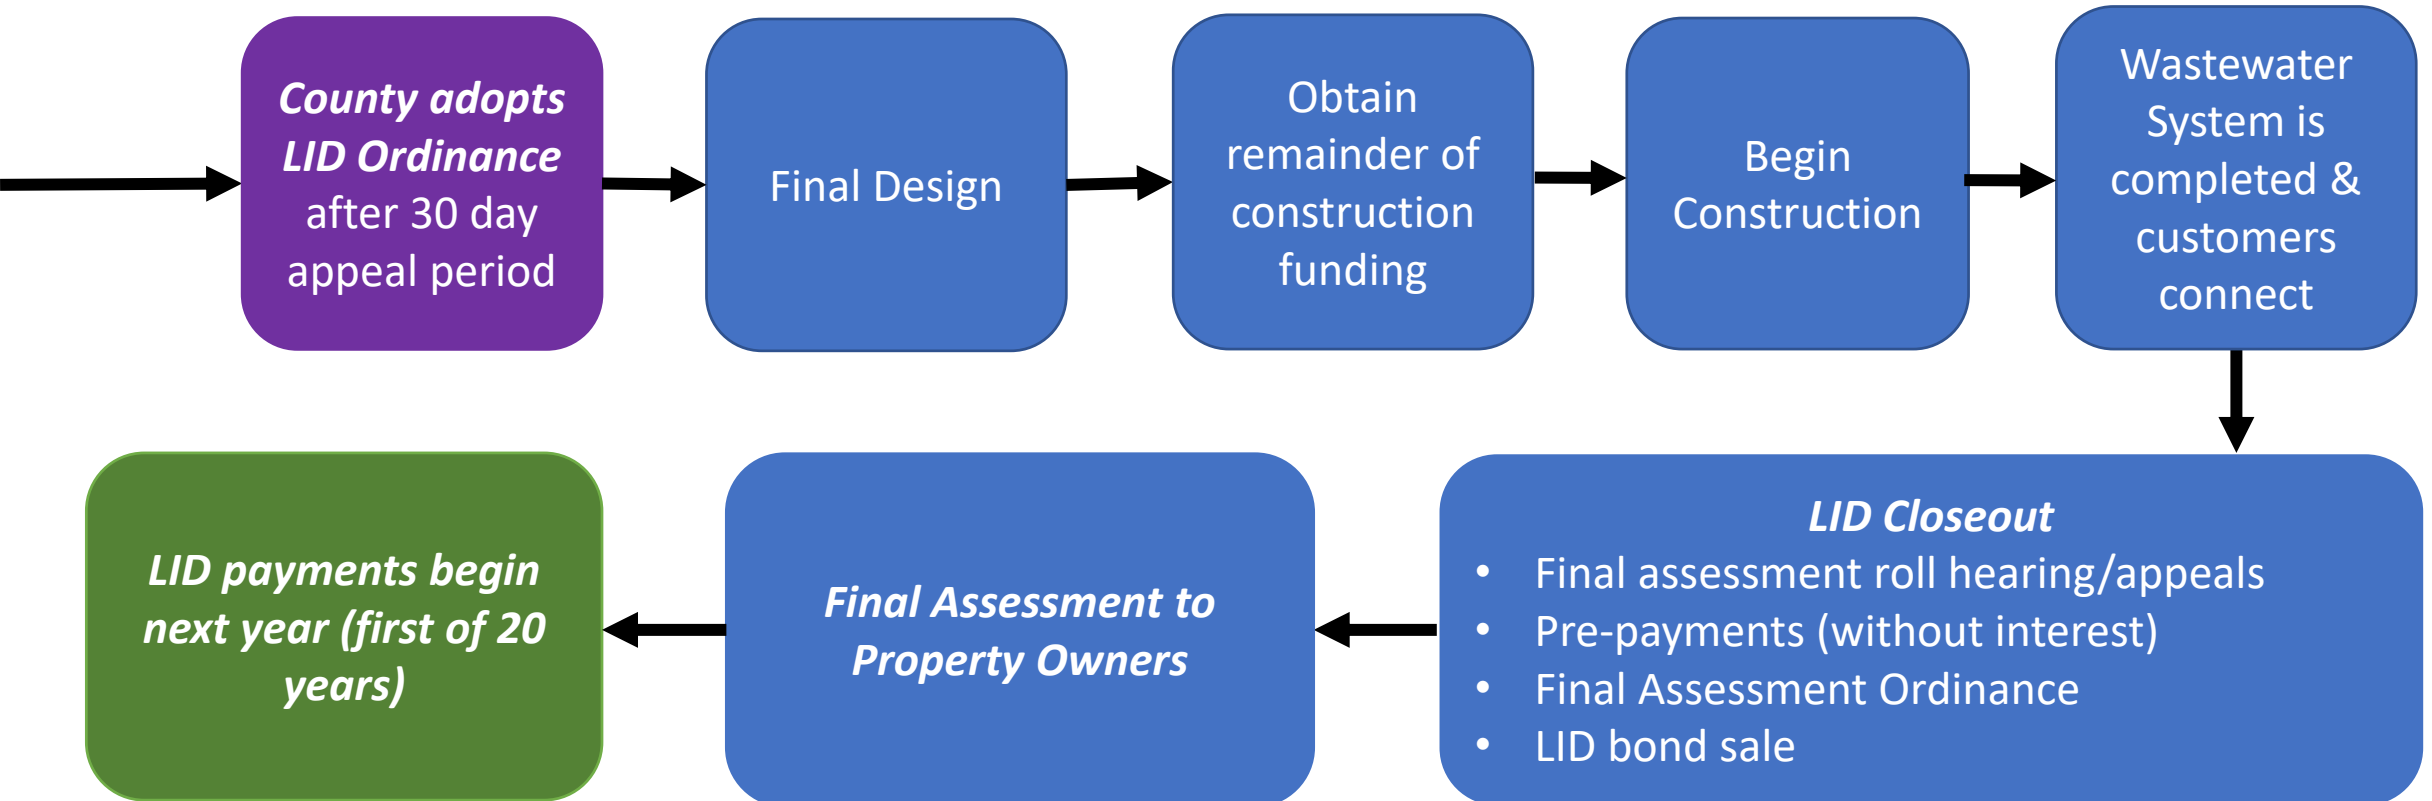 County adopts
LID Ordinance
after 30 day
appeal period
Final Design
Obtain
remainder of
construction
funding
Begin
Construction
Wastewater
System is
completed &
customers
connect
LID Closeout
• Final assessment roll hearing/appeals
• Pre-payments (without interest)
• Final Assessment Ordinance
• LID bond sale
Final Assessment to
Property Owners
LID payments begin
next year (first of 20
years)